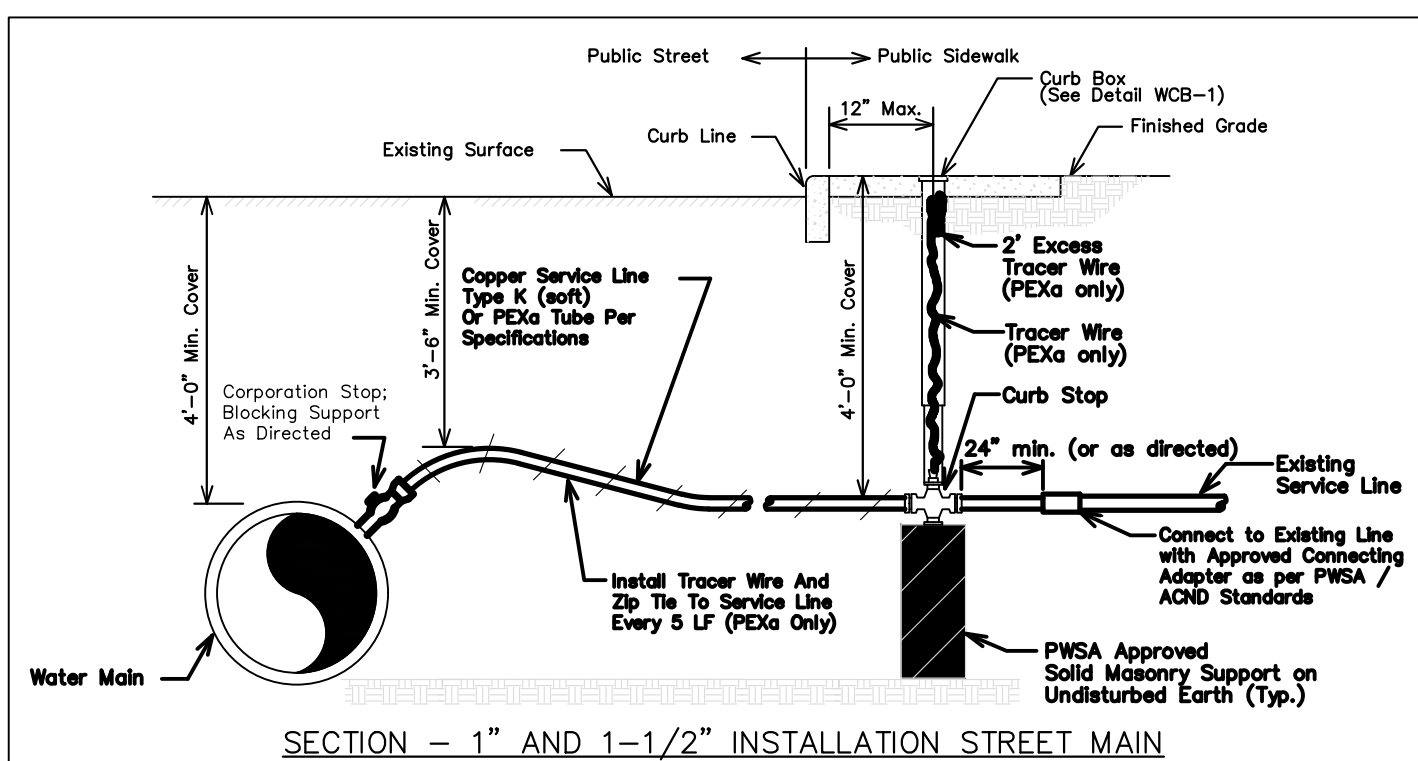 Public Street
Public Sidewalk
Curb Box
(See Detail WCB-1)
12" Max.
Finished Grade
Curb Line
Existing Surface
4'-0" Min. Cover
3'-6" Min. Cover
Copper Service Line
Type K (soft)
Or PEXa Tube Per
Specifications
4'-0" Min. Cover
2' Excess
Tracer Wire
(PEXa only)
Tracer Wire
(PEXa only)
Corporation Stop;
Blocking Support
As Directed
Curb Stop
24" min. (or as directed)
Existing
Service Line
Connect to Existing Line
with Approved Connecting
Adapter as per PWSA /
ACND Standards
Install Tracer Wire And
Zip Tie To Service Line
Every 5 LF (PEXa Only)
Water Main
PWSA Approved
Solid Masonry Support on
Undisturbed Earth (Typ.)
SECTION - 1" AND 1-1/2" INSTALLATION STREET MAIN